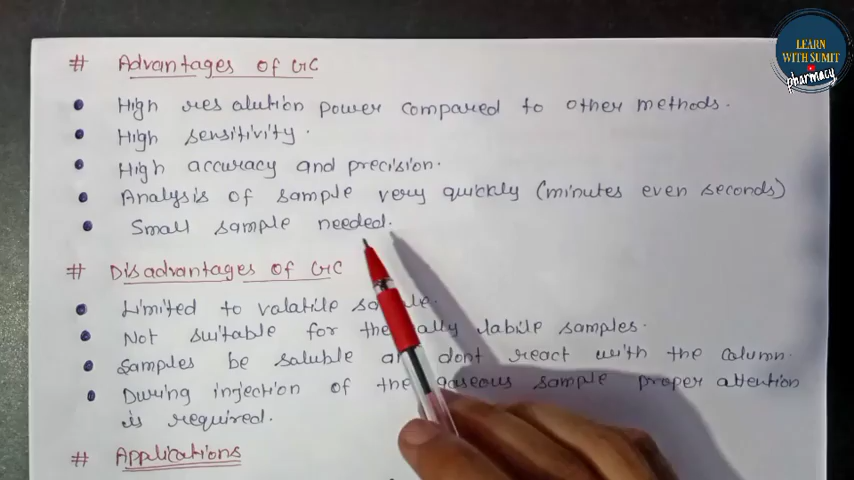 LEARN
WITH SUMIT
pharmacy
# Advantages of GC
• High resolution power compared to other methods.
• High sensitivity.
• High accuracy and precision.
• Analysis of sample very quickly (minutes even seconds)
• Small sample needed.
# Disadvantages of GC
• Limited to volatile
• Not suitable for labile samples.
• Samples be soluble dont react with the column.
• During injection of the gaseous sample proper attention
is required.
# Applications